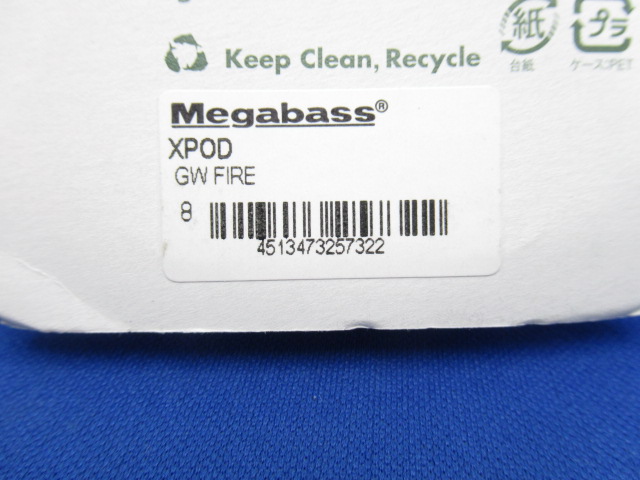 Keep Clean, Recycle
紙
台紙
プラ
ケース:PET
Megabass®
XPOD
GW FIRE
8
4513473257322